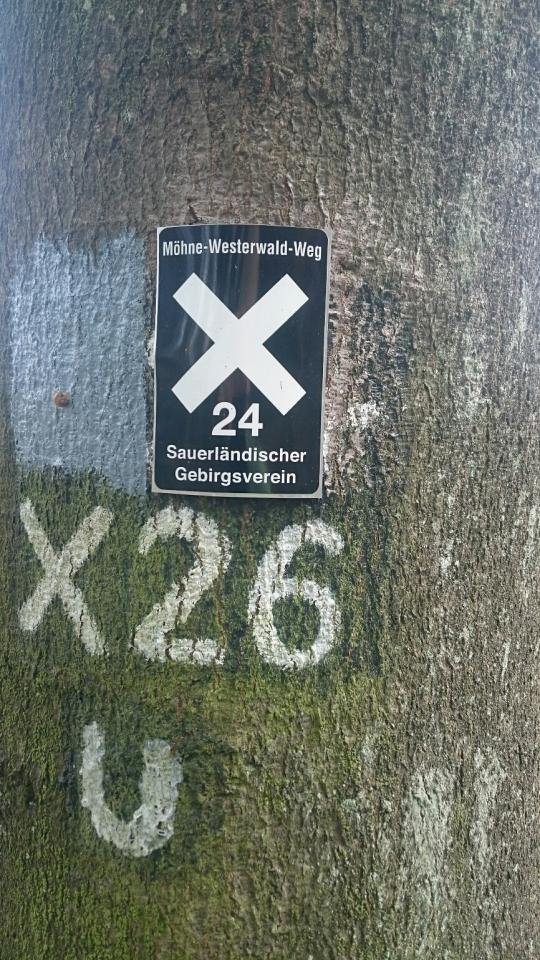 Möhne-Westerwald-Weg
X
24
Sauerländischer
Gebirgsverein
X26
U